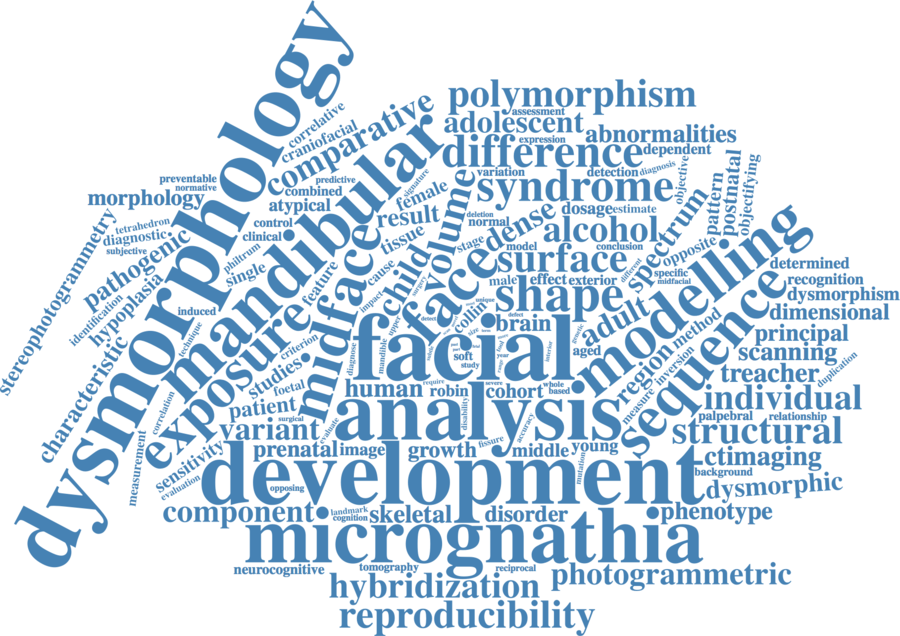 dysmorphology
polymorphism
assessment
adolescent
expression
abnormalities
correlative
craniofacial
comparative
difference
dependent
mandibular
variation
detection
diagnosis
objective
pattern
postnatal
objectifying
preventable
normative
predictive
combined
morphology
atypical
signature
female
syndrome
volume
tetrahedron
diagnostic
subjective
control
clinical
result
deletion
normal
dense
dosage
estimate
spectrum
stereophotogrammetry
pathogenic
philtrum
tissue
stage
alcohol
conclusion
opposite
modelling
identification
hypoplasia
single
midface
cause
child
face
model
surface
different
specific
midfacial
determined
feature
impact
surgery
male
effect
exterior
recognition
dysmorphism
induced
technique
exposure
upper
detect
collin
unique
shape
size
defect
brain
adult
genetic
dimensional
method
characteristic
criterion
diagnose
mandible
facial
soft
study
year
aged
region
inversion
principal
scanning
duplication
studies
foetal
human
require
robin
severe
cohort
whole
based
measure
sequence
treacher
correlation
patient
surgical
analysis
disability
individual
palpebral
relationship
variant
evaluate
accuracy
structural
measurement
sensitivity
evaluation
prenatal
image
growth
fissure
middle
young
mutation
ctimaging
background
development
opposing
dysmorphic
component
landmark
cognition
skeletal
disorder
phenotype
micrognathia
neurocognitive
tomography
reciprocal
hybridization
photogrammetric
reproducibility